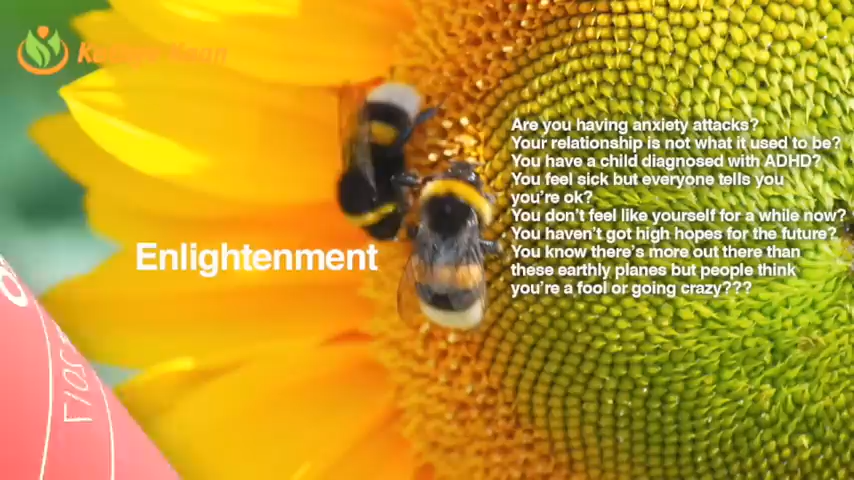 Enlightenment
Are you having anxiety attacks?
Your relationship is not what it used to be?
You have a child diagnosed with ADHD?
You feel sick but everyone tells you
you're ok?
You don't feel like yourself for a while now?
You haven't got high hopes for the future?
You know there's more out there than
these earthly planes but people think
you're a fool or going crazy???